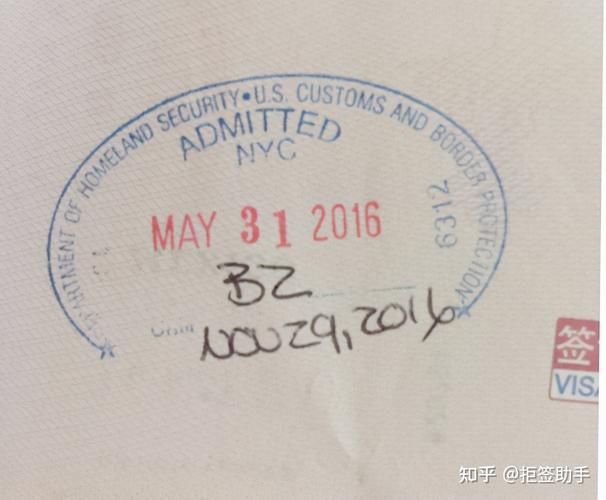 DEPARTMENT OF HOMELAND SECURITY • U.S. CUSTOMS AND BORDER PROTECTION
ADMITTED
NYC
MAY 31 2016
6312
B2
Until
NOV 29, 2016
签
VISA
知乎 @拒签助手